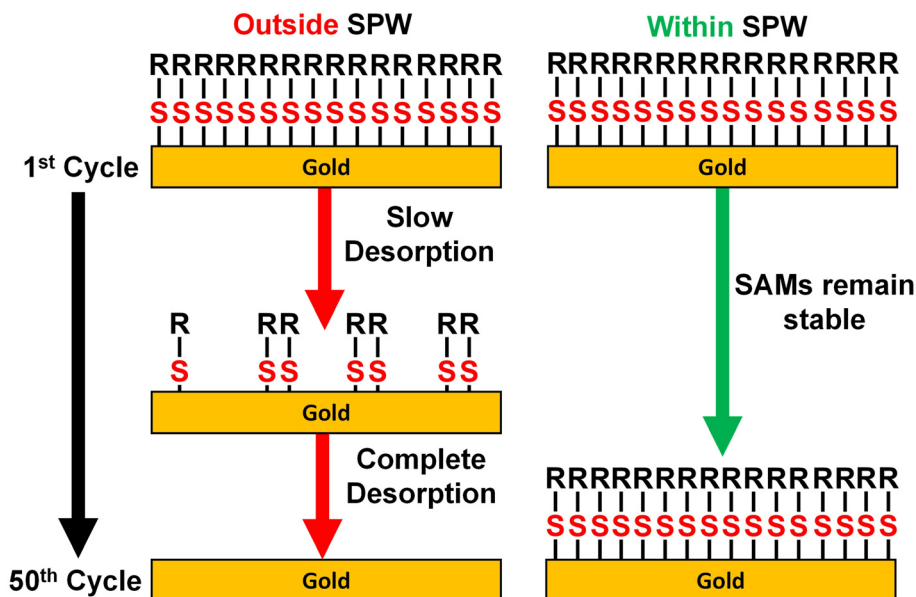 Outside SPW
RRRRRRRRRRRRRRRR
SSSSSSSSSSSSSSSS
Gold
1st Cycle
Slow
Desorption
R RR RR RR
S SS SS SS
Gold
Complete
Desorption
50th Cycle
Gold
Within SPW
RRRRRRRRRRRRRRRR
SSSSSSSSSSSSSSSS
Gold
SAMs remain
stable
RRRRRRRRRRRRRRRR
SSSSSSSSSSSSSSSS
Gold